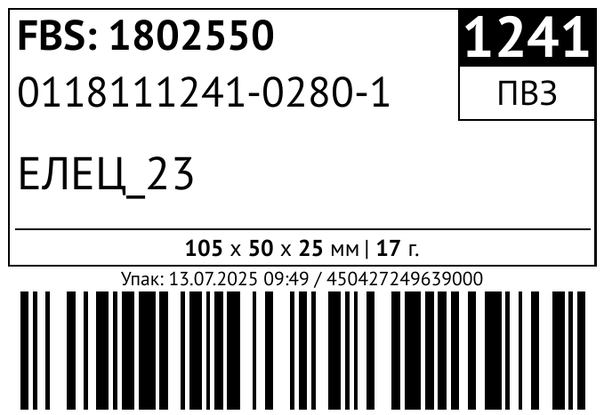 FBS: 1802550
1241
0118111241-0280-1
ПВЗ
ЕЛЕЦ_23
105 x 50 x 25 мм | 17 г.
Упак: 13.07.2025 09:49 / 450427249639000